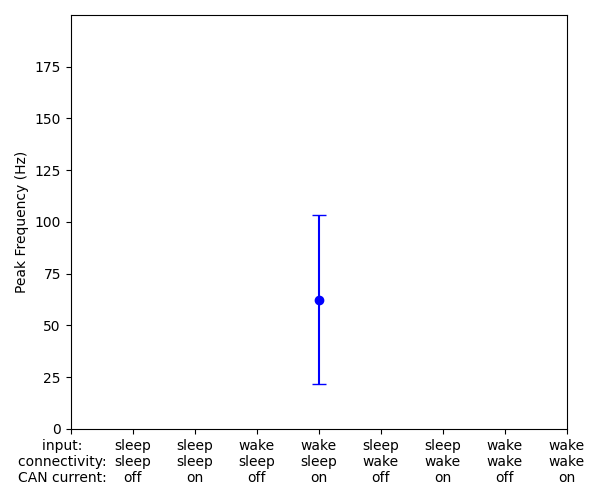 175
150
125
100
75
50
25
0
Peak Frequency (Hz)
input: sleep sleep wake wake sleep sleep wake wake
connectivity: sleep sleep sleep sleep wake wake wake wake
CAN current: off on off on off on off on